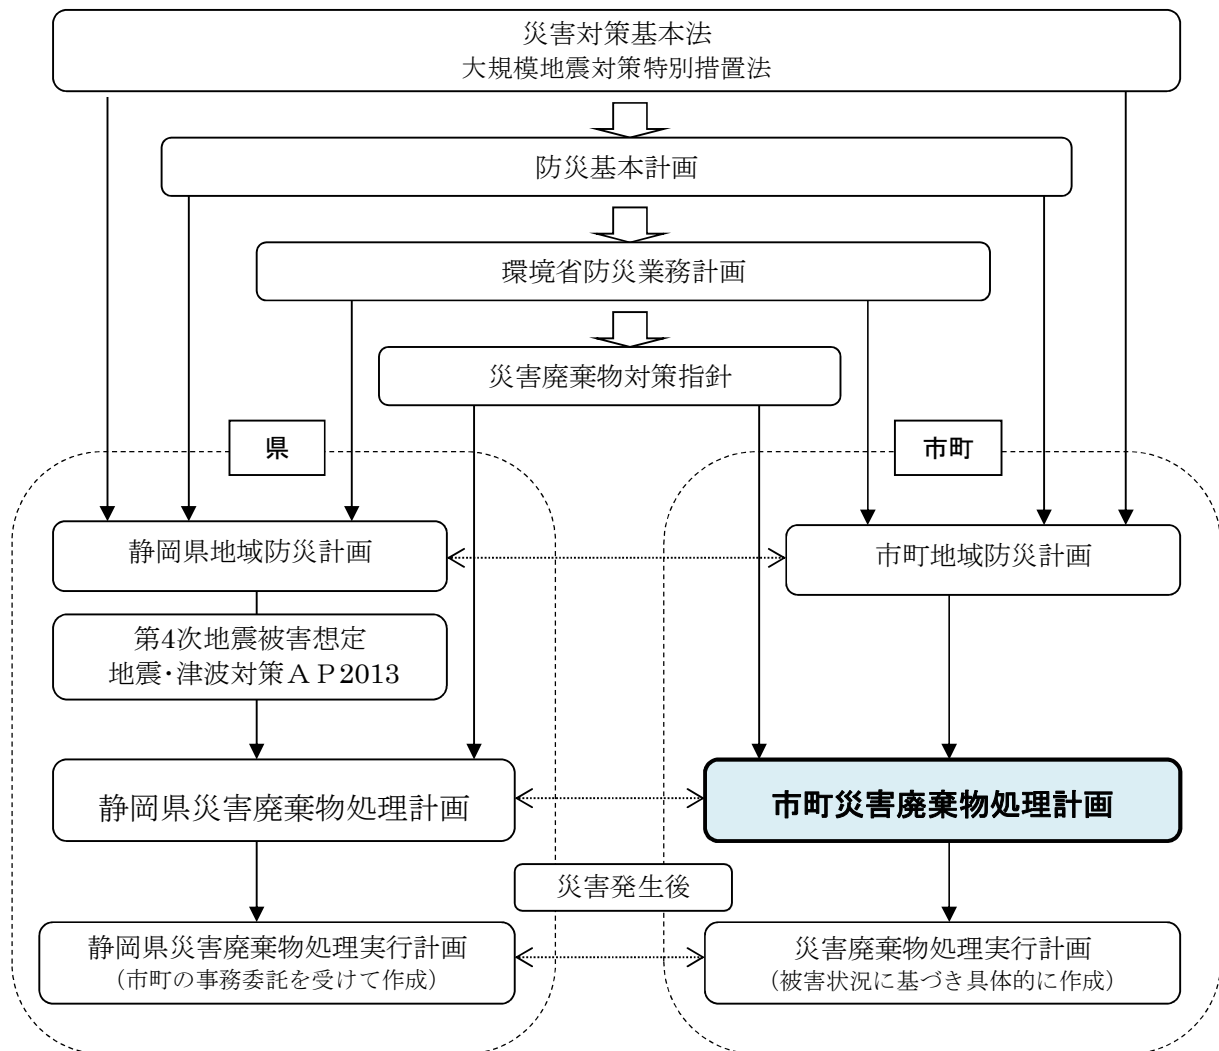 災害対策基本法
大規模地震対策特別措置法
防災基本計画
環境省防災業務計画
災害廃棄物対策指針
県
市町
静岡県地域防災計画
市町地域防災計画
第4次地震被害想定
地震・津波対策ＡＰ2013
静岡県災害廃棄物処理計画
市町災害廃棄物処理計画
災害発生後
静岡県災害廃棄物処理実行計画
（市町の事務委託を受けて作成）
災害廃棄物処理実行計画
（被害状況に基づき具体的に作成）